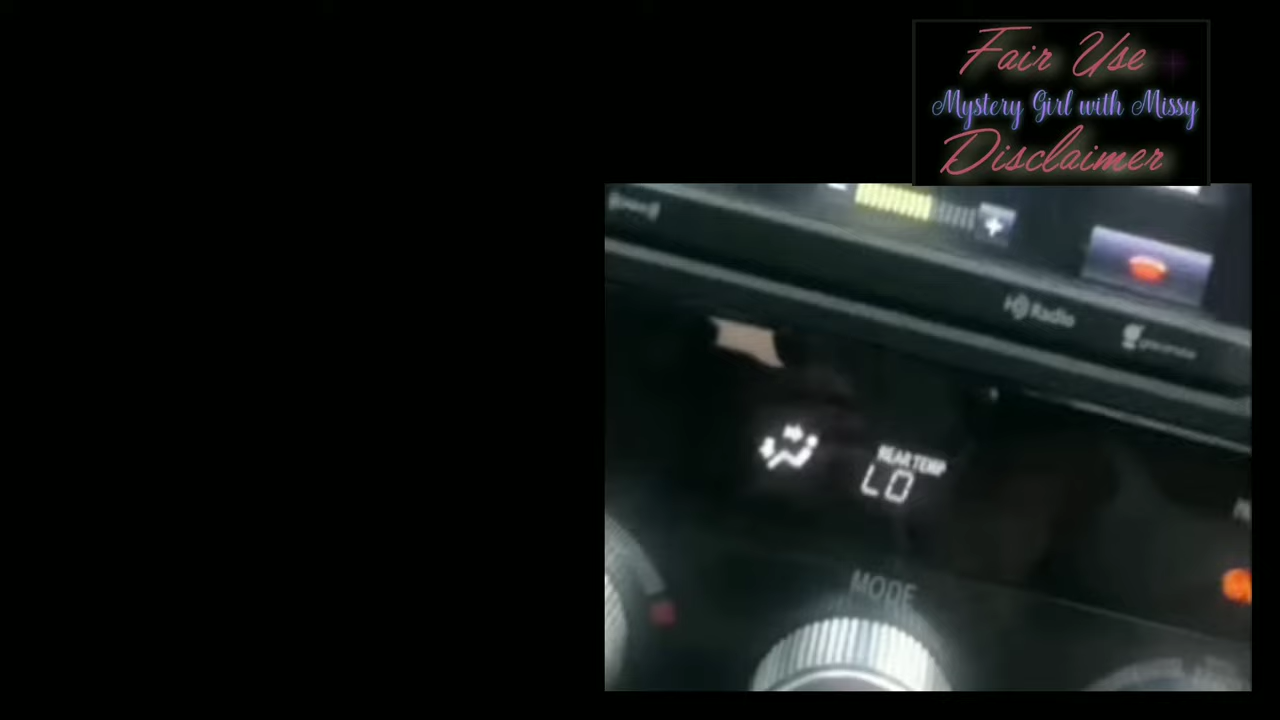 Fair Use
Mystery Girl with Missy
Disclaimer
Radio
REAR TEMP
LO
MODE